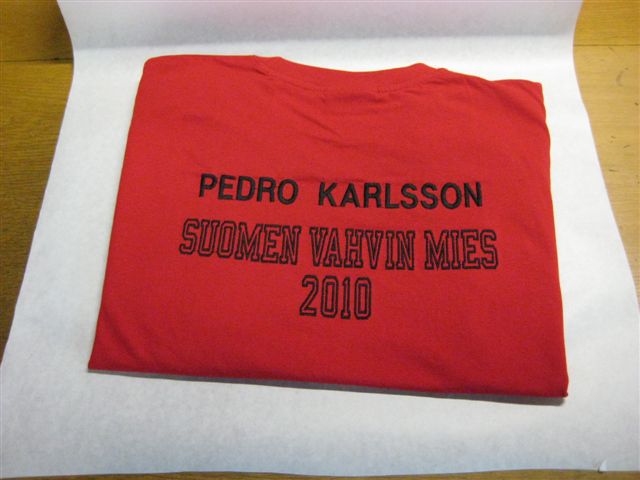 PEDRO KARLSSON
SUOMEN VAHVIN MIES
2010